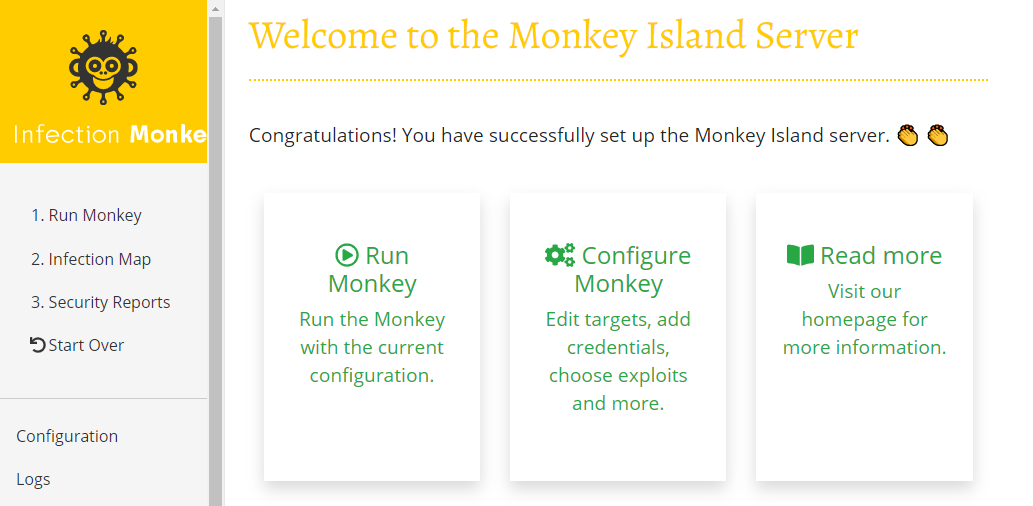 Infection Monke
1. Run Monkey
2. Infection Map
3. Security Reports
Start Over
Configuration
Logs
Welcome to the Monkey Island Server
Congratulations! You have successfully set up the Monkey Island server. 👏 👏
Run
Monkey
Run the Monkey
with the current
configuration.
Configure
Monkey
Edit targets, add
credentials,
choose exploits
and more.
Read more
Visit our
homepage for
more information.